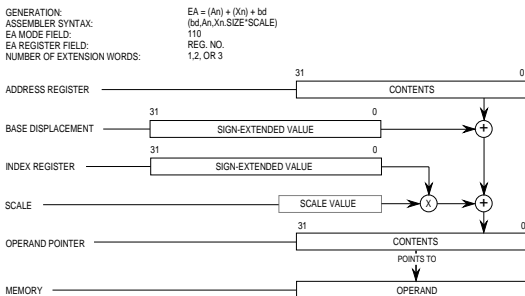 GENERATION: EA = (An) + (Xn) + bd
ASSEMBLER SYNTAX: (bd,An,Xn.SIZE*SCALE)
EA MODE FIELD: 110
EA REGISTER FIELD: REG. NO.
NUMBER OF EXTENSION WORDS: 1,2, OR 3
31 0
ADDRESS REGISTER CONTENTS
31 0
BASE DISPLACEMENT SIGN-EXTENDED VALUE +
31 0
INDEX REGISTER SIGN-EXTENDED VALUE
SCALE SCALE VALUE X +
31 0
OPERAND POINTER CONTENTS
POINTS TO
MEMORY OPERAND